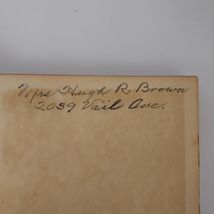 Mrs Hugh R. Brown
2039 Vail Ave.